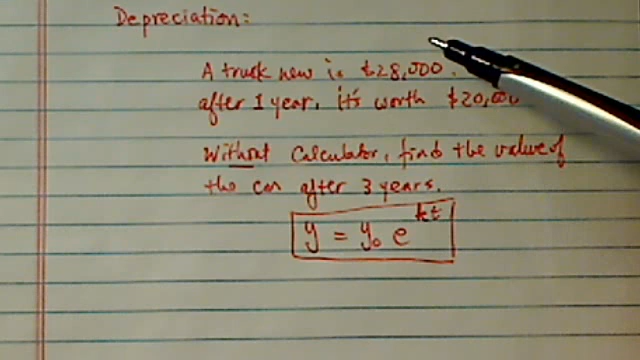 Depreciation:
A truck new is $28,000.
after 1 year, it's worth $20,000
Without Calculator, find the value of
the car after 3 years.
y = y₀ e^kt